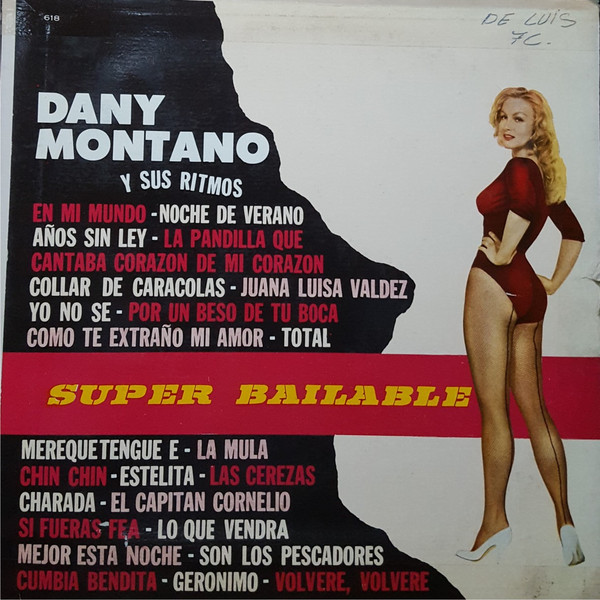 618
DE LUIS
7C.
DANY
MONTANO
Y SUS RITMOS
EN MI MUNDO - NOCHE DE VERANO
AÑOS SIN LEY - LA PANDILLA QUE
CANTABA CORAZON DE MI CORAZON
COLLAR DE CARACOLAS - JUANA LUISA VALDEZ
YO NO SE - POR UN BESO DE TU BOCA
COMO TE EXTRAÑO MI AMOR - TOTAL
SUPER BAILABLE
MEREQUETENGUE E - LA MULA
CHIN CHIN - ESTELITA - LAS CEREZAS
CHARADA - EL CAPITAN CORNELIO
SI FUERAS FEA - LO QUE VENDRA
MEJOR ESTA NOCHE - SON LOS PESCADORES
CUMBIA BENDITA - GERONIMO - VOLVERE, VOLVERE